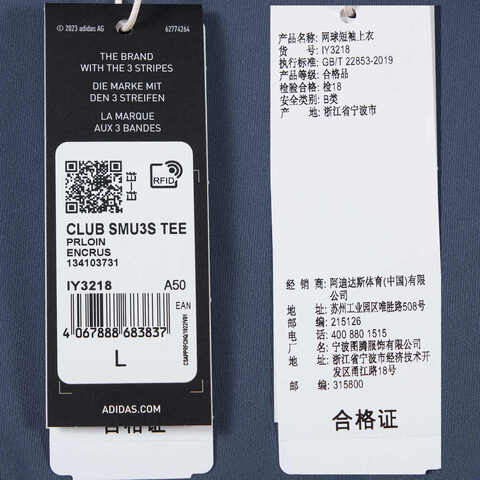 © 2023 adidas AG 62774264
THE BRAND
WITH THE 3 STRIPES
DIE MARKE MIT
DEN 3 STREIFEN
LA MARQUE
AUX 3 BANDES
RFID
CLUB SMU3S TEE
PRLOIN
ENCRUS
134103731
IY3218 A50
EAN
4 067888 683837
L
ADIDAS.COM
合格证
产品名称: 网球短袖上衣
货 号: IY3218
执行标准: GB/T 22853-2019
产品等级: 合格品
检验合格: 检18
安全类别: B类
产 地: 浙江省宁波市
经 销 商: 阿迪达斯体育(中国)有限
公司
地 址: 苏州工业园区唯胜路508号
邮 编: 215126
电 话: 400 880 1515
厂 名: 宁波图腾服饰有限公司
地 址: 浙江省宁波市经济技术开
发区甬江路18号
邮 编: 315800
合格证